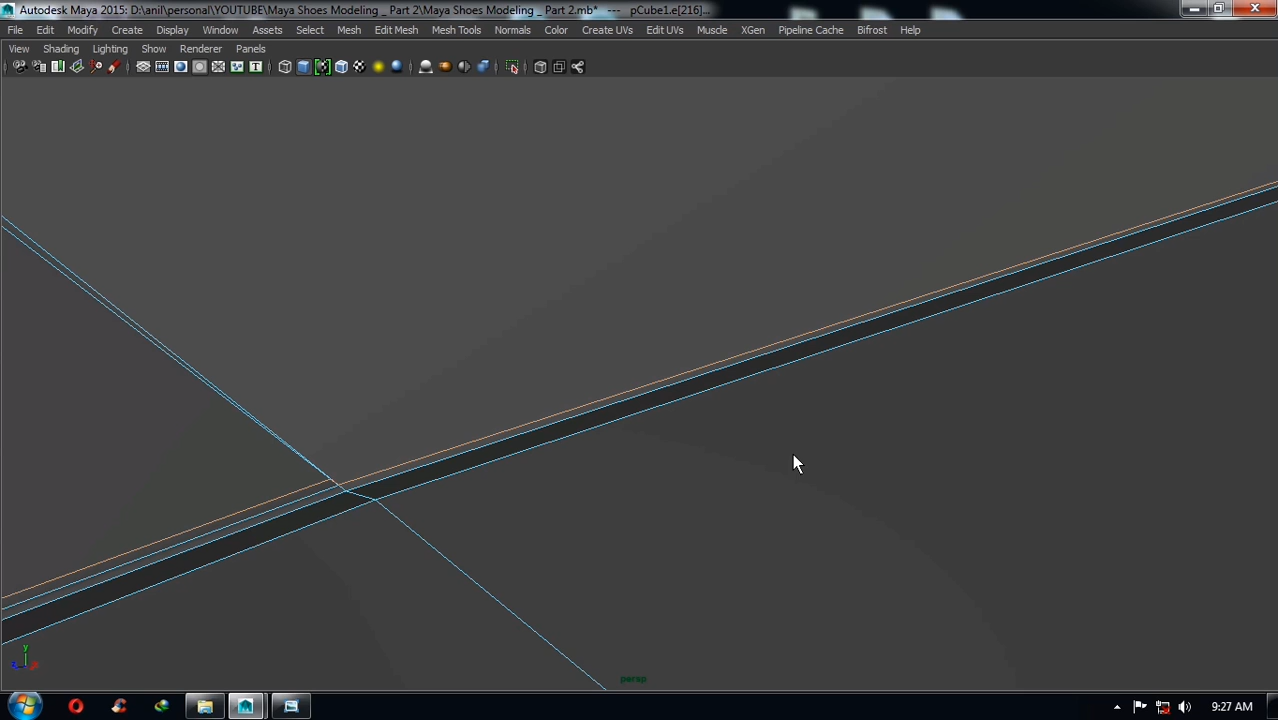 Autodesk Maya 2015: D:\anil\personal\YOUTUBE\Maya Shoes Modeling _ Part 2\Maya Shoes Modeling _ Part 2.mb* --- pCube1.e[216]...
File Edit Modify Create Display Window Assets Select Mesh Edit Mesh Mesh Tools Normals Color Create UVs Edit UVs Muscle XGen Pipeline Cache Bifrost Help
View Shading Lighting Show Renderer Panels
y
persp
9:27 AM